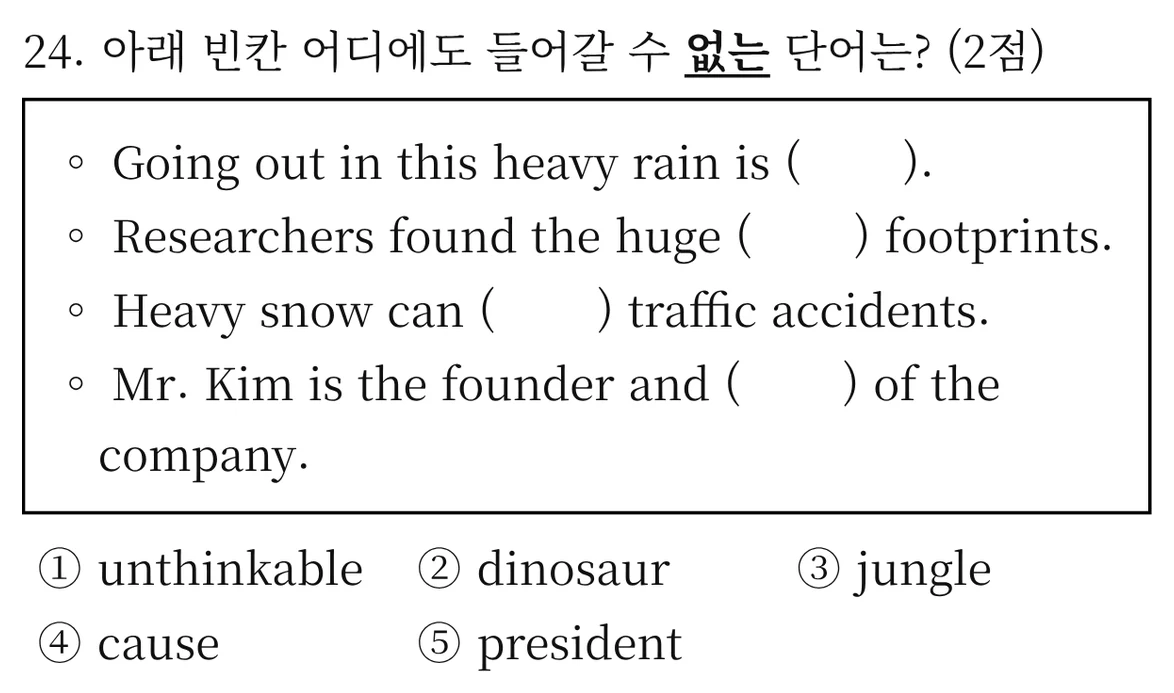 24. 아래 빈칸 어디에도 들어갈 수 없는 단어는? (2점)
◦ Going out in this heavy rain is (      ).
◦ Researchers found the huge (      ) footprints.
◦ Heavy snow can (      ) traffic accidents.
◦ Mr. Kim is the founder and (      ) of the
company.
① unthinkable ② dinosaur ③ jungle
④ cause ⑤ president